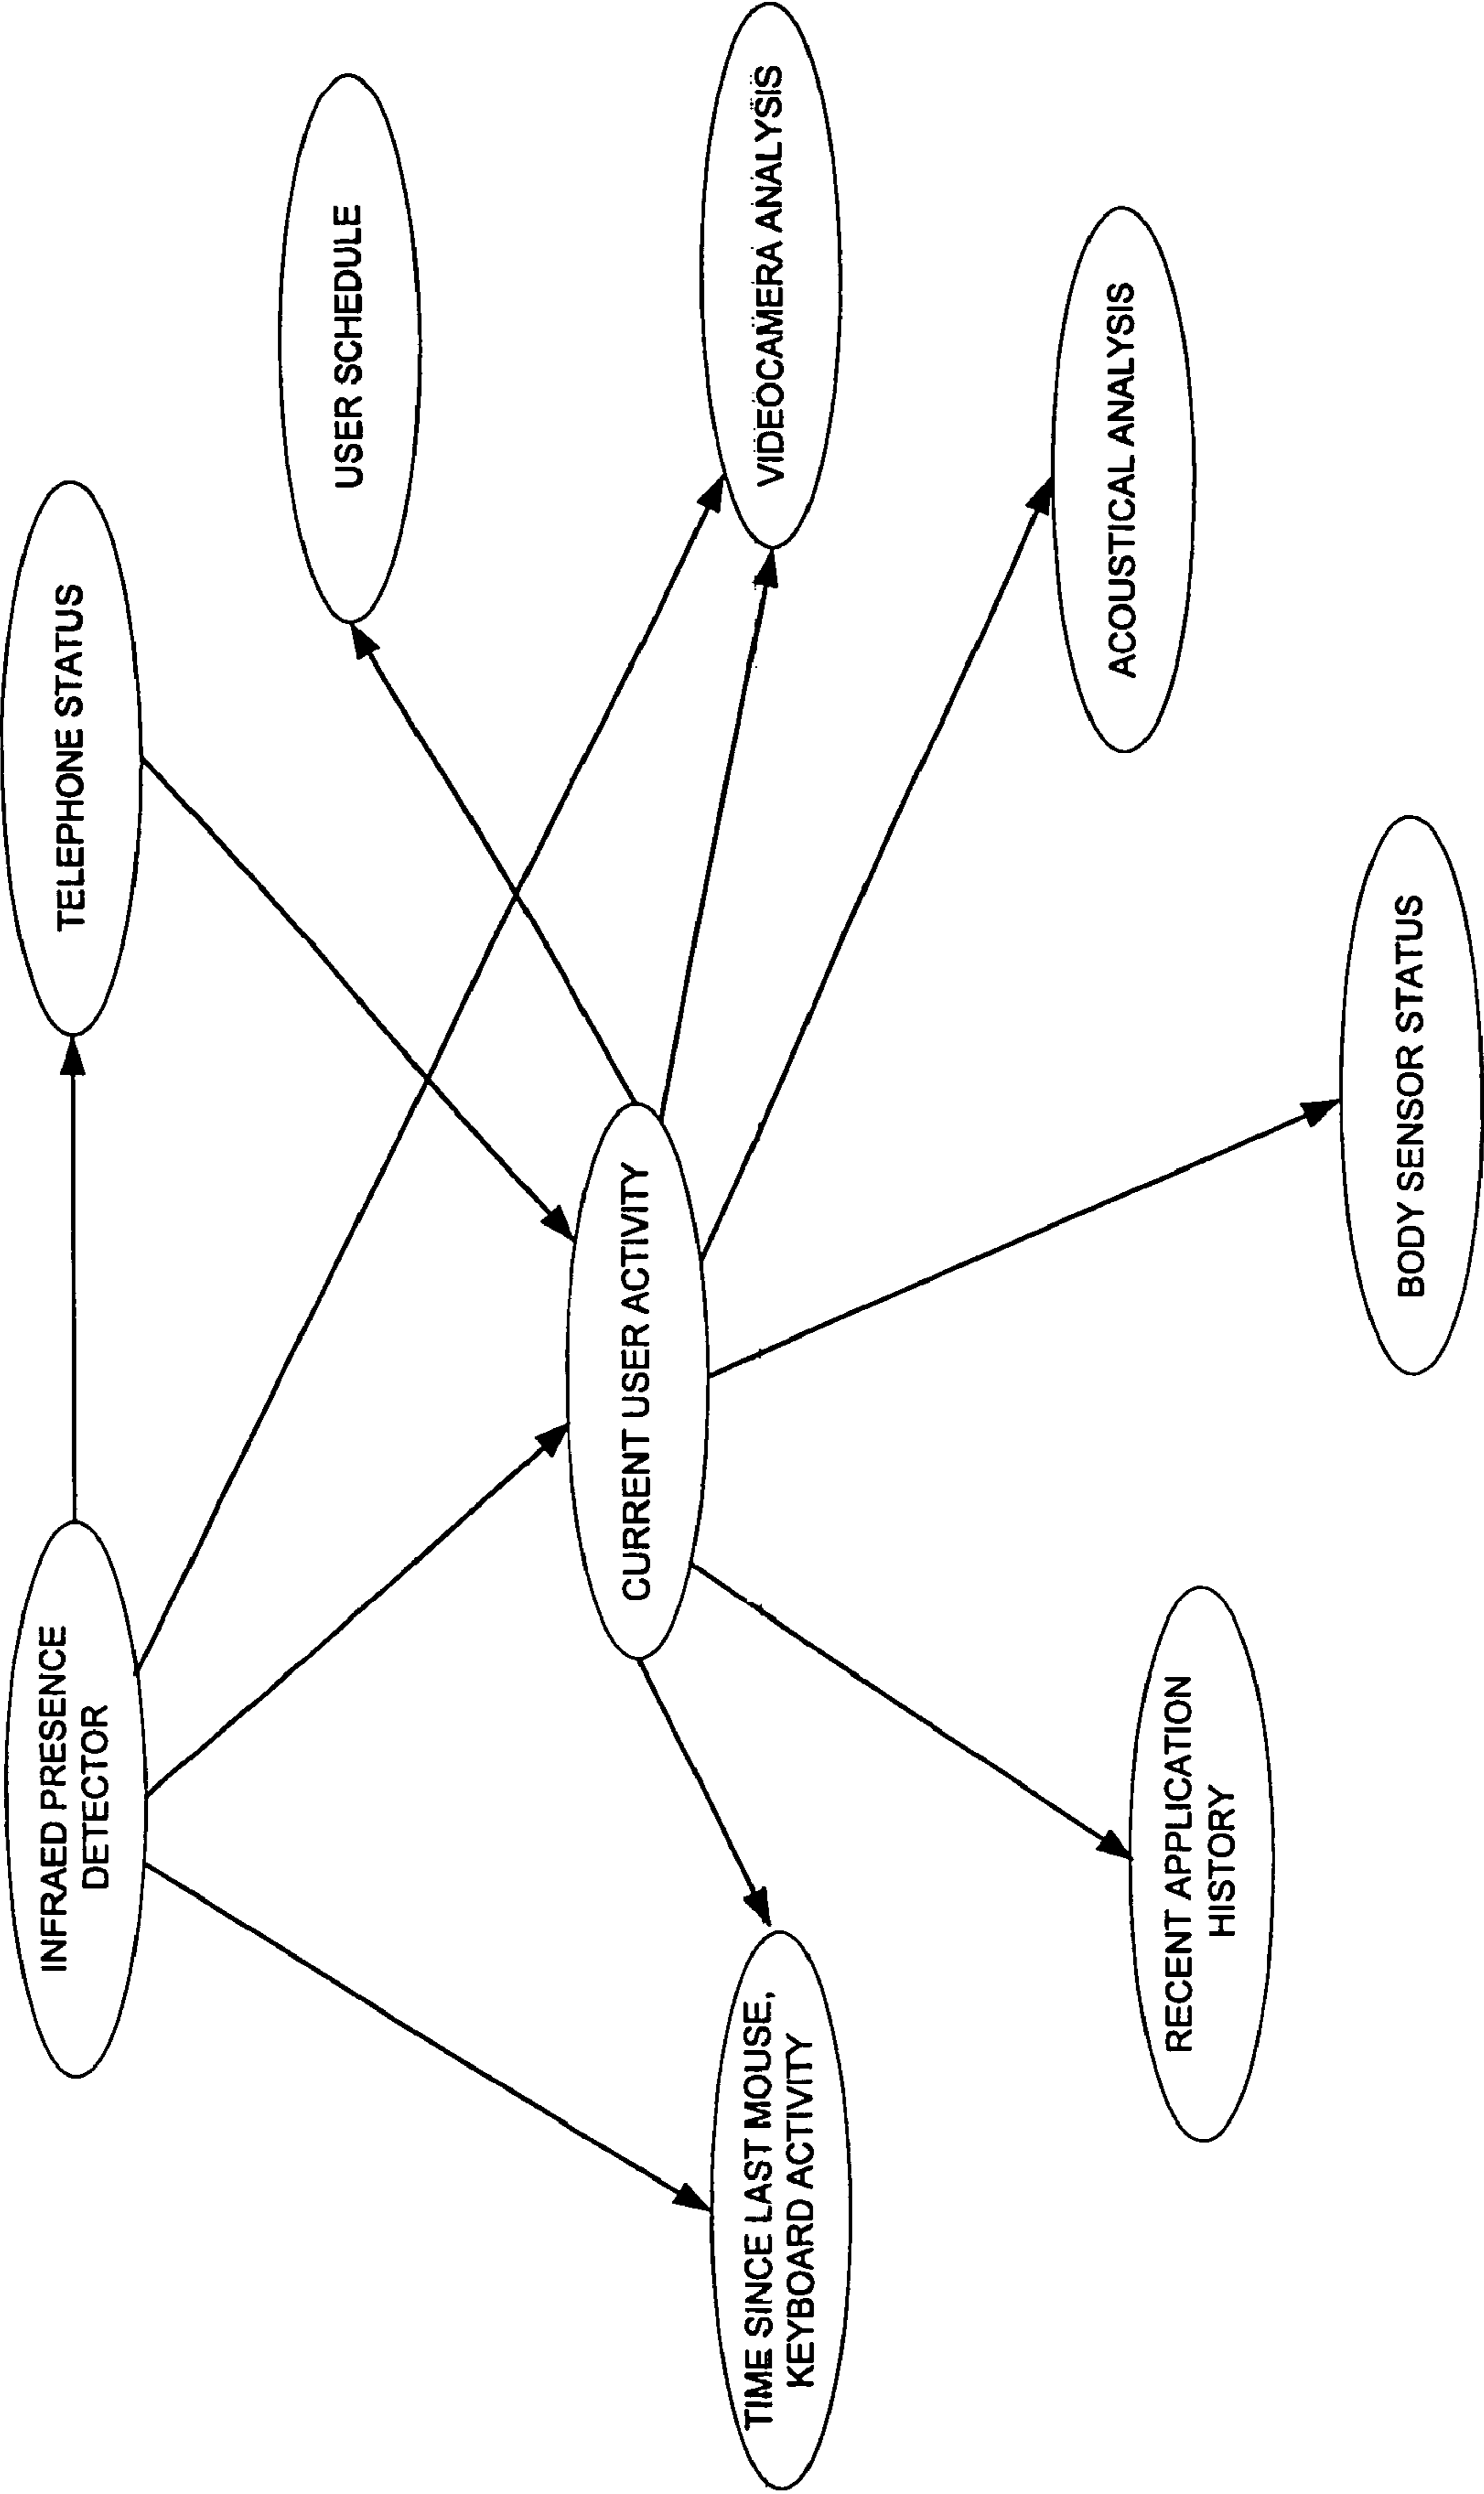 INFRAED PRESENCE
DETECTOR
TELEPHONE STATUS
USER SCHEDULE
CURRENT USER ACTIVITY
TIME SINCE LAST MOUSE,
KEYBOARD ACTIVITY
VIDEOCAMERA ANALYSIS
ACOUSTICAL ANALYSIS
RECENT APPLICATION
HISTORY
BODY SENSOR STATUS